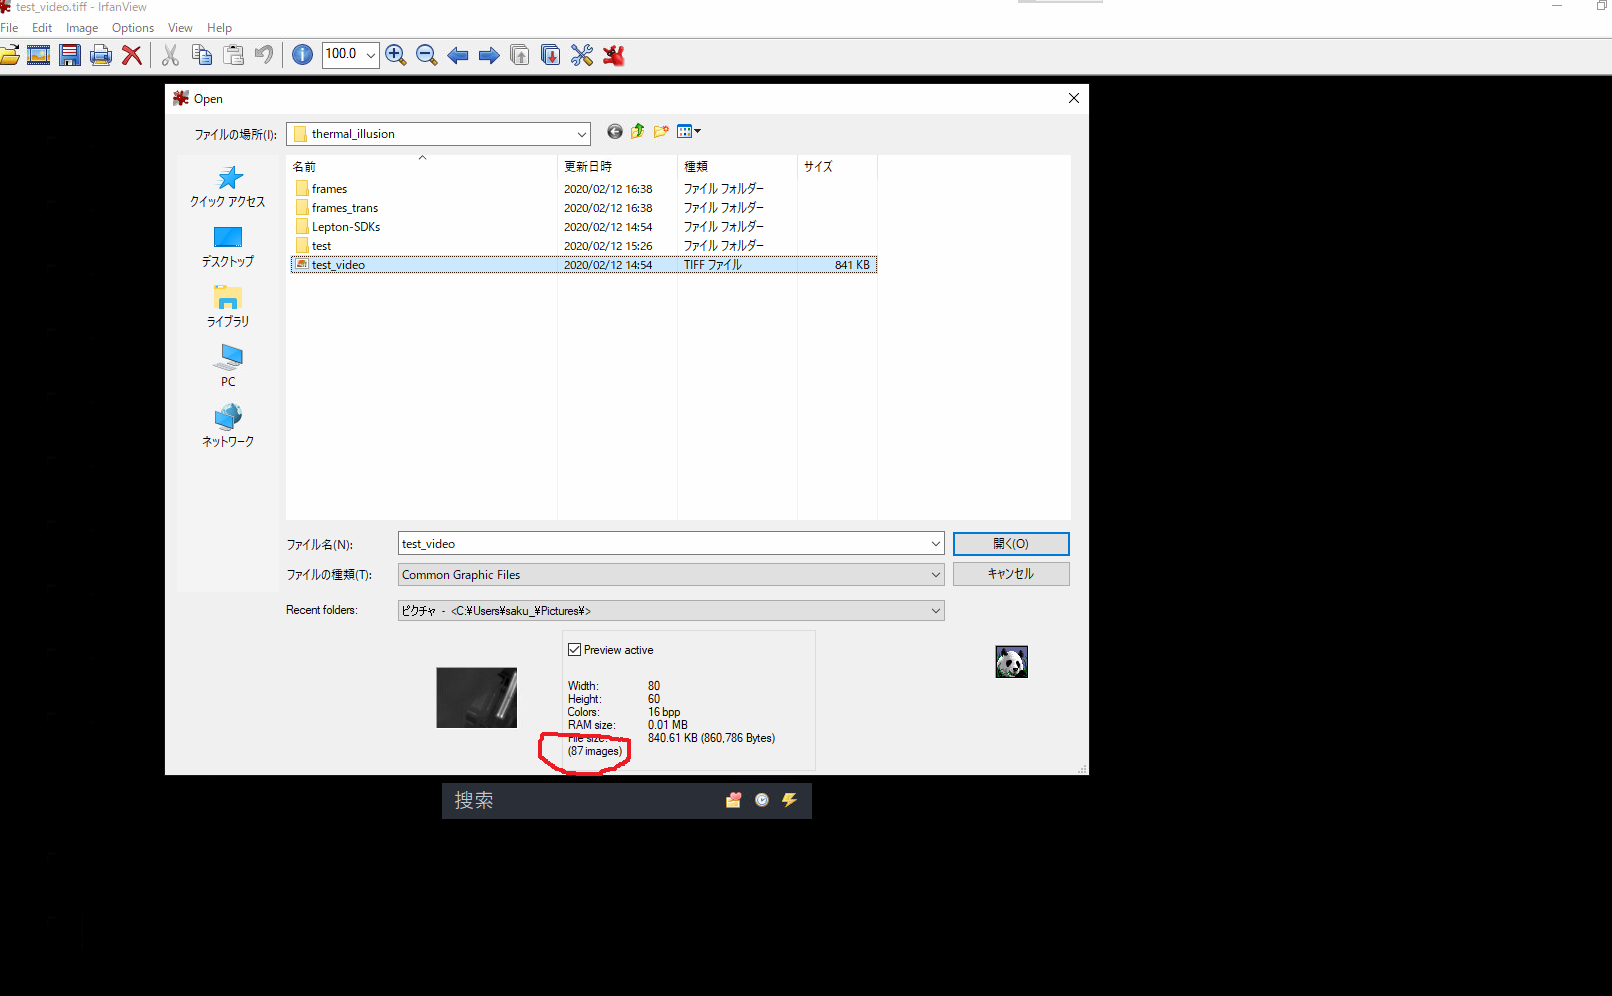 test_video.tiff - IrfanView
File Edit Image Options View Help
100.0
Open
ファイルの場所(I): thermal_illusion
名前 更新日時 種類 サイズ
frames 2020/02/12 16:38 ファイル フォルダー
frames_trans 2020/02/12 16:38 ファイル フォルダー
Lepton-SDKs 2020/02/12 14:54 ファイル フォルダー
test 2020/02/12 15:26 ファイル フォルダー
test_video 2020/02/12 14:54 TIFF ファイル 841 KB
クイック アクセス
デスクトップ
ライブラリ
PC
ネットワーク
ファイル名(N): test_video 開く(O)
ファイルの種類(T): Common Graphic Files キャンセル
Recent folders: ピクチャ - <C:¥Users¥saku_¥Pictures¥>
Preview active
Width: 80
Height: 60
Colors: 16 bpp
RAM size: 0.01 MB
File size: 840.61 KB (860,786 Bytes)
(87 images)
搜索